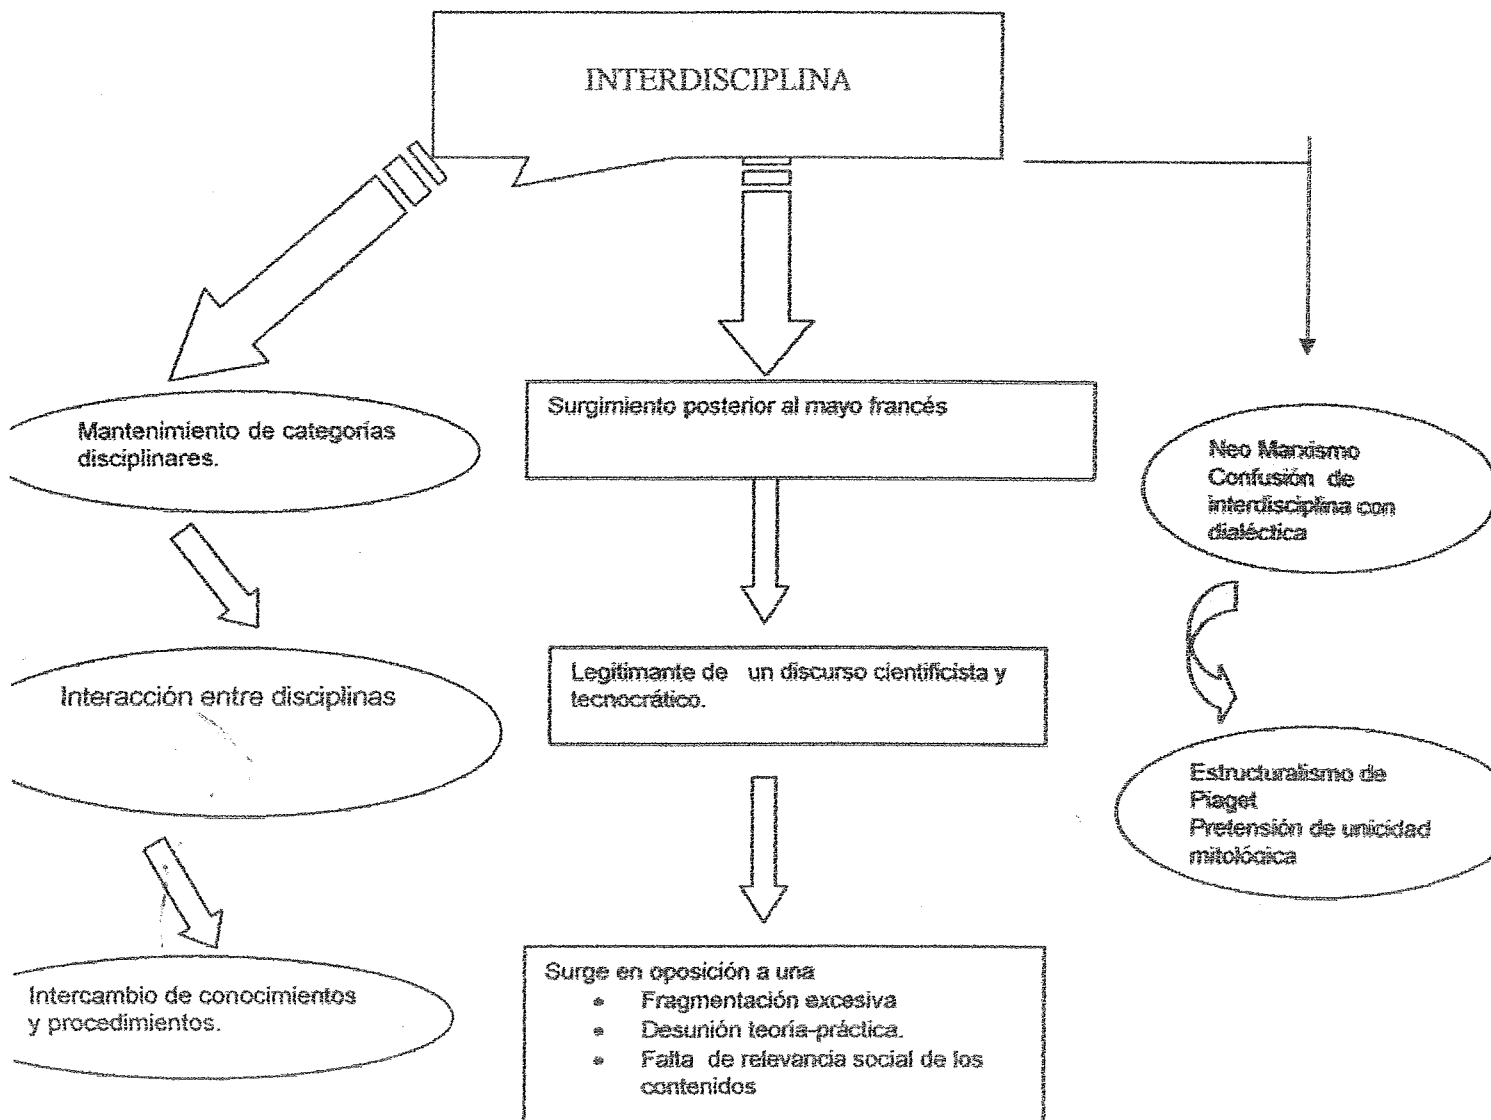 INTERDISCIPLINA
Mantenimiento de categorías
disciplinares.
Interacción entre disciplinas
Intercambio de conocimientos
y procedimientos.
Surgimiento posterior al mayo francés
Legitimante de un discurso cientificista y
tecnocrático.
Surge en oposición a una
• Fragmentación excesiva
• Desunión teoría-práctica.
• Falta de relevancia social de los
contenidos
Neo Marxismo
Confusión de
interdisciplina con
dialéctica
Estructuralismo de
Piaget
Pretensión de unicidad
mitológica